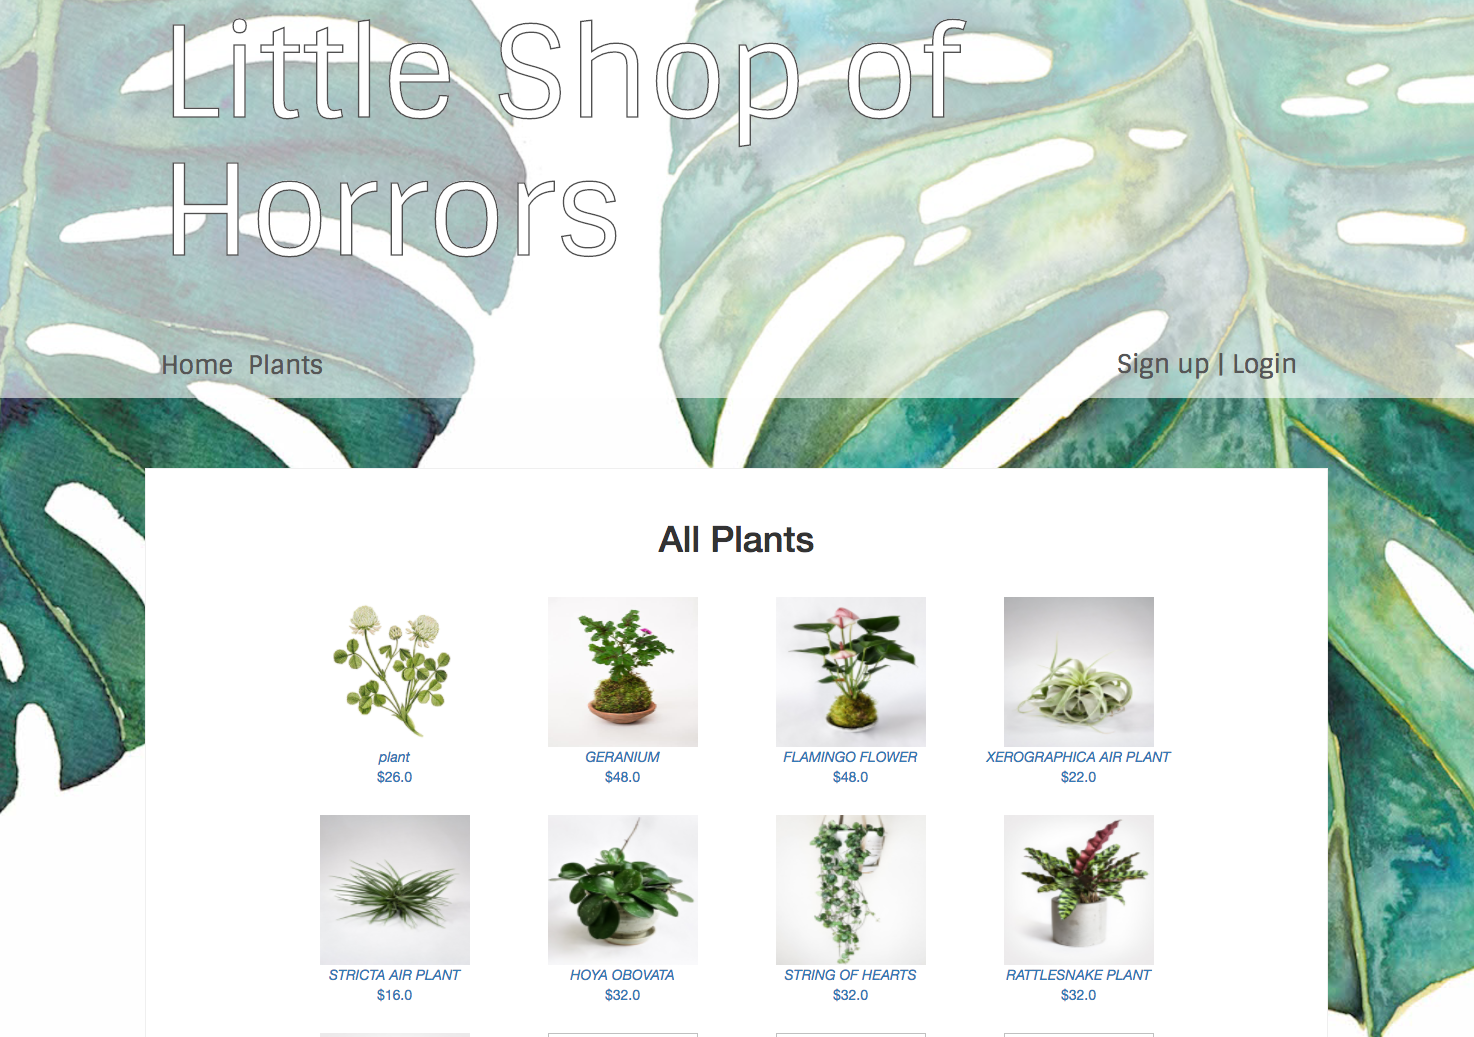 Little Shop of
Horrors
Home Plants
Sign up | Login
All Plants
plant
$26.0
GERANIUM
$48.0
FLAMINGO FLOWER
$48.0
XEROGRAPHICA AIR PLANT
$22.0
STRICTA AIR PLANT
$16.0
HOYA OBOVATA
$32.0
STRING OF HEARTS
$32.0
RATTLESNAKE PLANT
$32.0